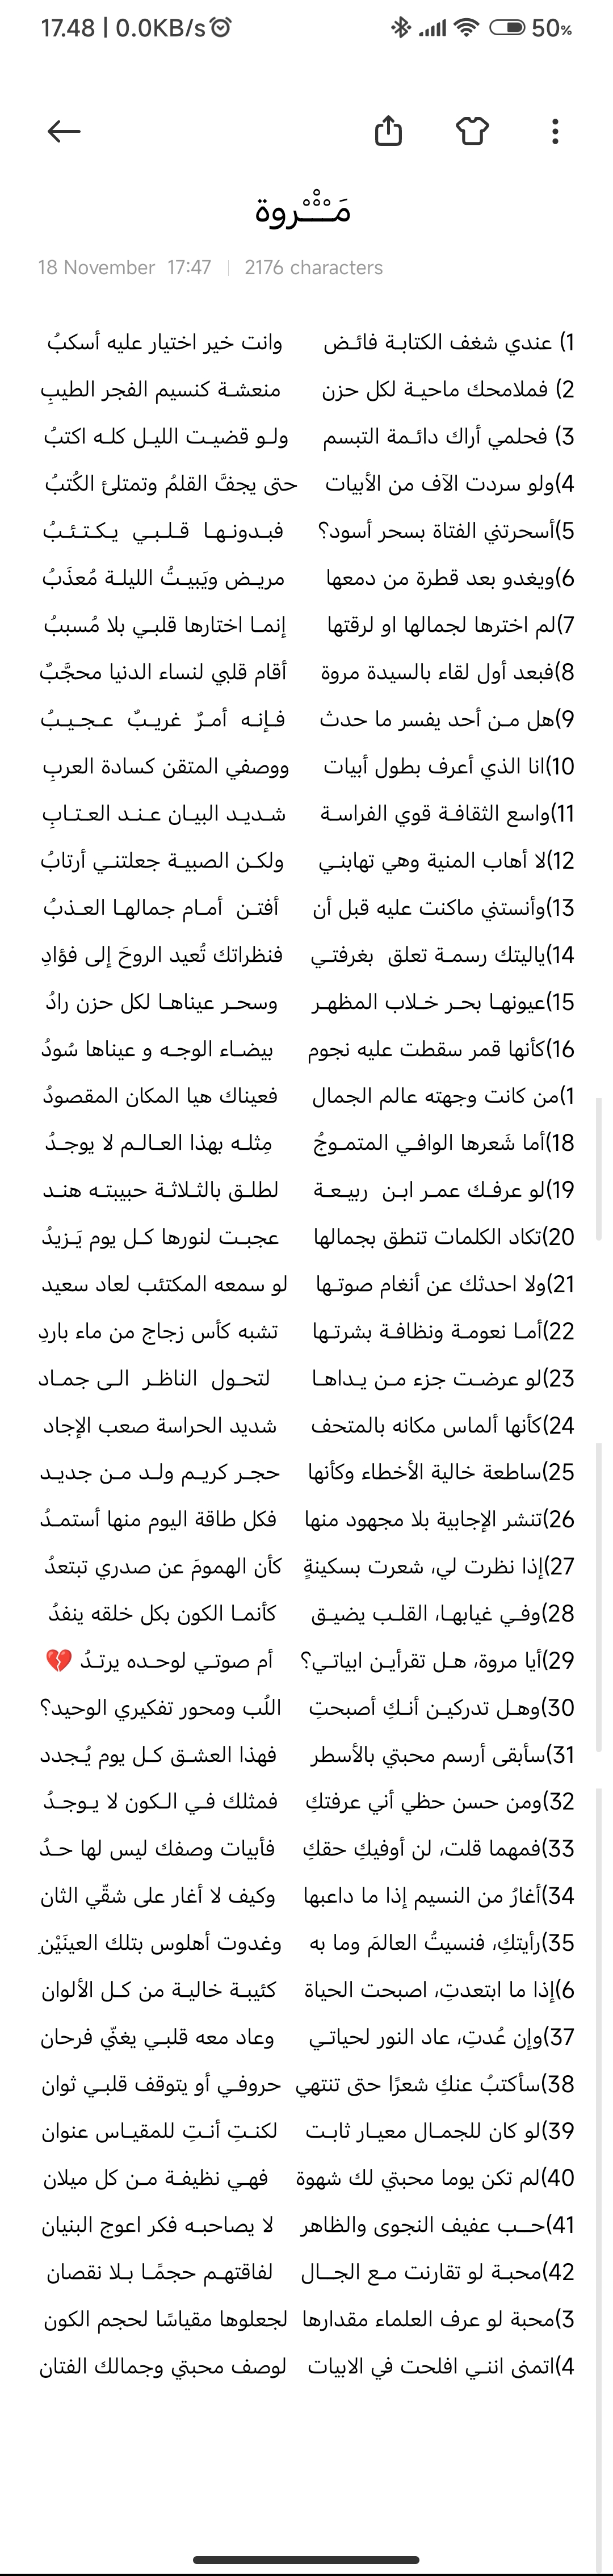 17.48 | 0.0KB/s 50%
مَــْـْـْـروة
18 November 17:47 | 2176 characters
1) عندي شغف الكتابـة فائـض وانت خير اختيار عليه أسكبُ
2) فملامحك ماحيـة لكل حزن منعشـة كنسيم الفجر الطيبِ
3) فحلمي أراك دائـمة التبسم ولـو قضيـت الليـل كلـه اكتبُ
4)ولو سردت الآف من الأبيات حتى يجفَّ القلمُ وتمتلئ الكُتبُ
5)أسحرتني الفتاة بسحر أسود؟ فبـدونـهـا قـلـبـي يـكـتـئـبُ
6)ويغدو بعد قطرة من دمعها مريـض ويَبيـتُ الليلـة مُعذَبُ
7)لم اخترها لجمالها او لرقتها إنمـا اختارها قلبـي بلا مُسببُ
8)فبعد أول لقاء بالسيدة مروة أقام قلبي لنساء الدنيا محجَّبٌ
9)هل مـن أحد يفسر ما حدث فـإنـه أمـرٌ غريـبٌ عـجـيـبُ
10)انا الذي أعرف بطول أبيات ووصفي المتقن كسادة العربِ
11)واسع الثقافـة قوي الفراسـة شـديـد البيـان عـنـد العـتـابِ
12)لا أهاب المنية وهي تهابنـي ولكـن الصبيـة جعلتنـي أرتابُ
13)وأنستني ماكنت عليه قبل أن أفتـن أمـام جمالهـا العـذبُ
14)ياليتك رسمـة تعلق بغرفتـي فنظراتك تُعيد الروحَ إلى فؤادِ
15)عيونهـا بحـر خـلاب المظهـر وسحـر عيناهـا لكل حزن رادُ
16)كأنها قمر سقطت عليه نجوم بيضـاء الوجـه و عيناها سُودُ
1)من كانت وجهته عالم الجمال فعيناك هيا المكان المقصودُ
18)أما شَعرها الوافـي المتمـوجُ مِثلـه بهذا العـالـم لا يوجـدُ
19)لو عرفـك عمـر ابـن ربيـعـة لطلـق بالثـلاثـة حبيبتـه هنـد
20)تكاد الكلمات تنطق بجمالها عجبـت لنورها كـل يوم يَـزيدُ
21)ولا احدثك عن أنغام صوتـها لو سمعه المكتئب لعاد سعيد
22)أمـا نعومـة ونظافـة بشرتـها تشبه كأس زجاج من ماء باردِ
23)لو عرضـت جزء مـن يـداهـا لتحـول الناظـر الـى جمـاد
24)كأنها ألماس مكانه بالمتحف شديد الحراسة صعب الإجاد
25)ساطعة خالية الأخطاء وكأنها حجـر كريـم ولـد مـن جديـد
26)تنشر الإجابية بلا مجهود منها فكل طاقة اليوم منها أستمـدُ
27)إذا نظرت لي، شعرت بسكينةٍ كأن الهمومَ عن صدري تبتعدُ
28)وفـي غيابهـا، القلـب يضيـق كأنمـا الكون بكل خلقه ينفدُ
29)أيا مروة، هـل تقرأيـن ابياتـي؟ أم صوتـي لوحـده يرتـدُ 💔
30)وهـل تدركيـن أنـكِ أصبحتِ اللُب ومحور تفكيري الوحيد؟
31)سأبقى أرسم محبتي بالأسطر فهذا العشـق كـل يوم يُـجدد
32)ومن حسن حظي أني عرفتكِ فمثلك فـي الـكون لا يـوجـدُ
33)فمهما قلت، لن أوفيكِ حقكِ فأبيات وصفك ليس لها حـدُ
34)أغارُ من النسيم إذا ما داعبها وكيف لا أغار على شقّي الثان
35)رأيتكِ، فنسيتُ العالمَ وما به وغدوت أهلوس بتلك العينَيْنِ
6)إذا ما ابتعدتِ، اصبحت الحياة كئيبـة خاليـة من كـل الألوان
37)وإن عُدتِ، عاد النور لحياتـي وعاد معه قلبـي يغنّي فرحان
38)سأكتبُ عنكِ شعرًا حتى تنتهي حروفـي أو يتوقف قلبـي ثوان
39)لو كان للجمـال معيـار ثابـت لكنـتِ أنـتِ للمقيـاس عنوان
40)لم تكن يوما محبتي لك شهوة فهـي نظيفـة مـن كل ميلان
41)حــب عفيف النجوى والظاهر لا يصاحبـه فكر اعوج البنيان
42)محبـة لو تقارنت مـع الجــال لفاقتهـم حجمًـا بـلا نقصان
3)محبة لو عرف العلماء مقدارها لجعلوها مقياسًا لحجم الكون
4)اتمنى اننـي افلحت في الابيات لوصف محبتي وجمالك الفتان